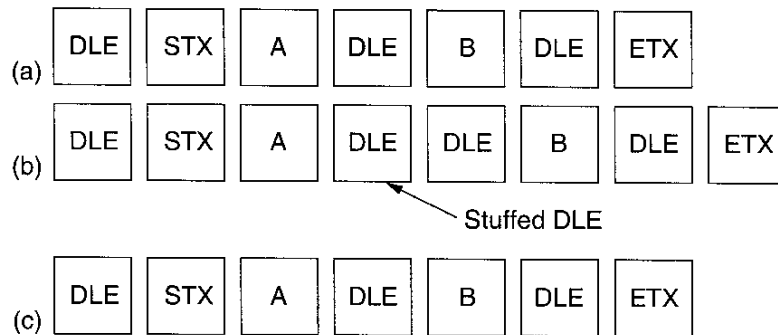 (a) DLE STX A DLE B DLE ETX
(b) DLE STX A DLE DLE B DLE ETX
Stuffed DLE
(c) DLE STX A DLE B DLE ETX